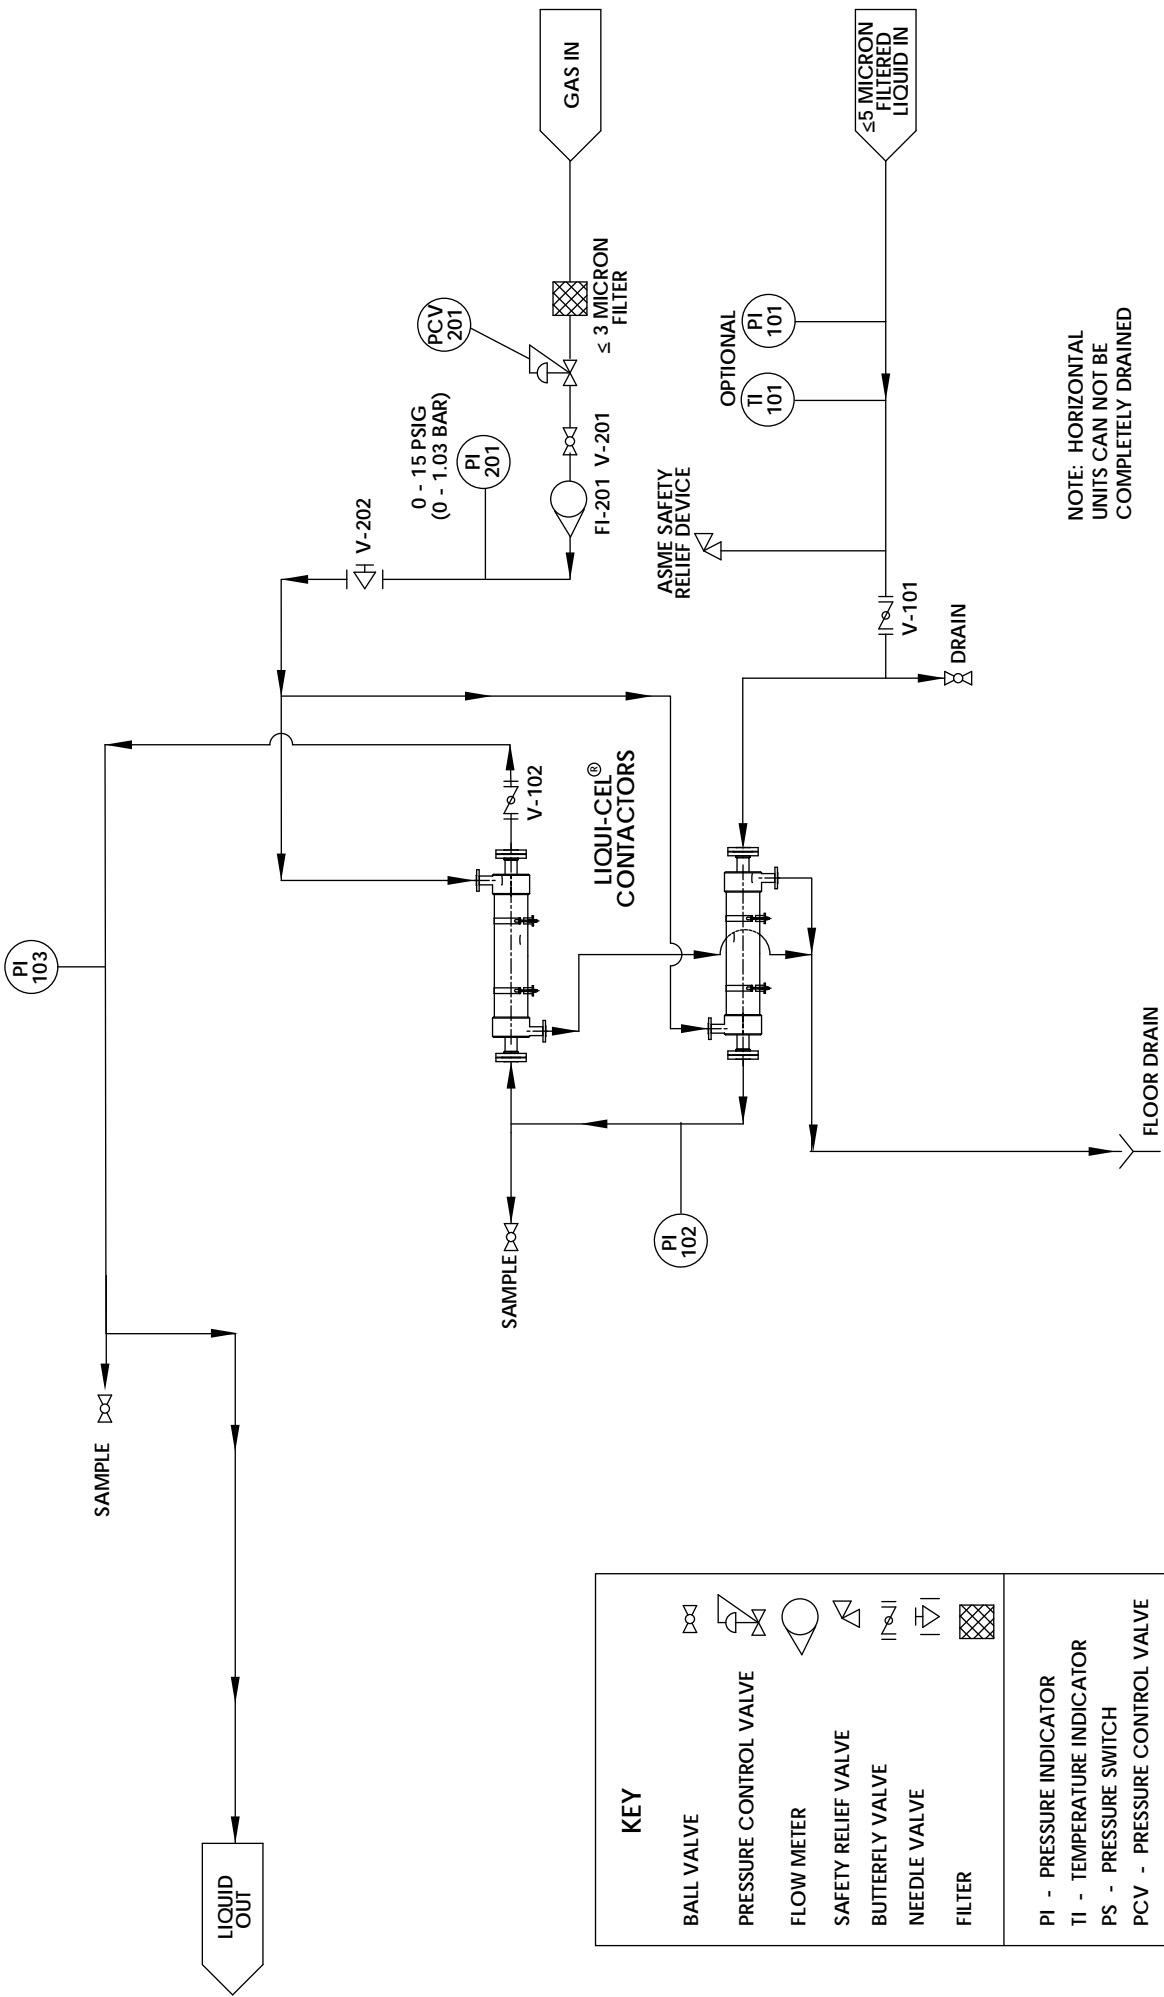 GAS IN
≤5 MICRON
FILTERED
LIQUID IN
≤ 3 MICRON
FILTER
PCV
201
0 - 15 PSIG
(0 - 1.03 BAR)
PI
201
FI-201
V-201
V-202
OPTIONAL
PI
101
TI
101
ASME SAFETY
RELIEF DEVICE
V-101
DRAIN
NOTE: HORIZONTAL
UNITS CAN NOT BE
COMPLETELY DRAINED
V-102
LIQUI-CEL®
CONTACTORS
PI
103
PI
102
SAMPLE
SAMPLE
FLOOR DRAIN
LIQUID
OUT
KEY
BALL VALVE
PRESSURE CONTROL VALVE
FLOW METER
SAFETY RELIEF VALVE
BUTTERFLY VALVE
NEEDLE VALVE
FILTER
PI - PRESSURE INDICATOR
TI - TEMPERATURE INDICATOR
PS - PRESSURE SWITCH
PCV - PRESSURE CONTROL VALVE